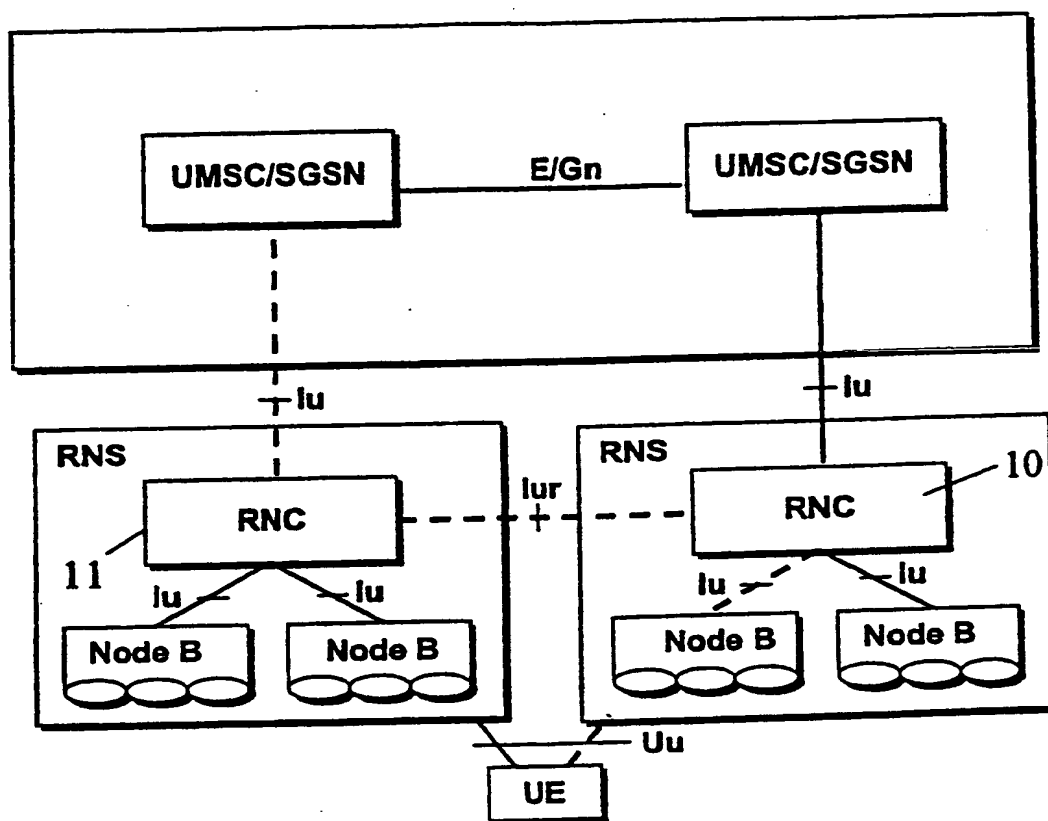 UMSC/SGSN
E/Gn
UMSC/SGSN
Iu
Iu
RNS
RNS
RNC
Iur
RNC
10
11
Iu
Iu
Iu
Iu
Node B
Node B
Node B
Node B
Uu
UE